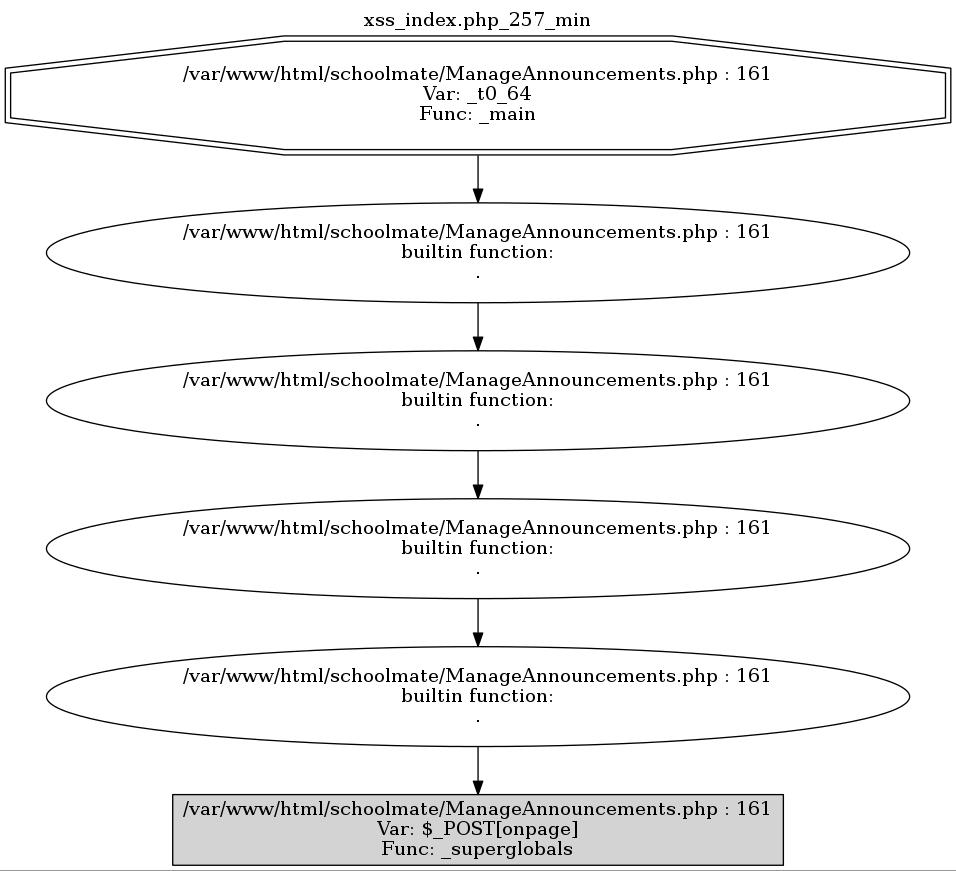 xss_index.php_257_min
/var/www/html/schoolmate/ManageAnnouncements.php : 161
Var: _t0_64
Func: _main
/var/www/html/schoolmate/ManageAnnouncements.php : 161
builtin function:
.
/var/www/html/schoolmate/ManageAnnouncements.php : 161
builtin function:
.
/var/www/html/schoolmate/ManageAnnouncements.php : 161
builtin function:
.
/var/www/html/schoolmate/ManageAnnouncements.php : 161
builtin function:
.
/var/www/html/schoolmate/ManageAnnouncements.php : 161
Var: $_POST[onpage]
Func: _superglobals